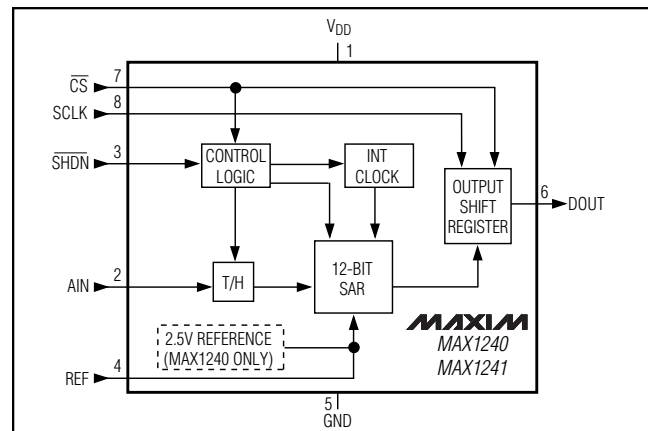 VDD
1
CS
7
SCLK
8
SHDN
3
CONTROL
LOGIC
INT
CLOCK
OUTPUT
SHIFT
REGISTER
6
DOUT
AIN
2
T/H
12-BIT
SAR
2.5V REFERENCE
(MAX1240 ONLY)
MAXIM
MAX1240
MAX1241
REF
4
5
GND